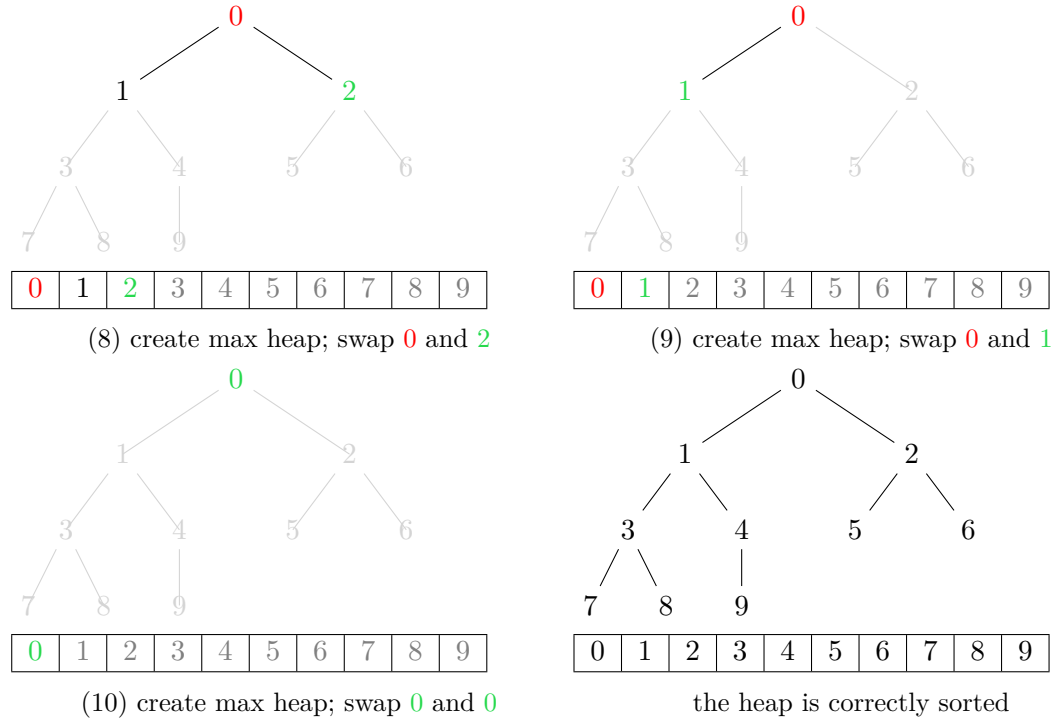 0
1 2
3 4 5 6
7 8 9
0 1 2 3 4 5 6 7 8 9
(8) create max heap; swap 0 and 2
0
1 2
3 4 5 6
7 8 9
0 1 2 3 4 5 6 7 8 9
(9) create max heap; swap 0 and 1
0
1 2
3 4 5 6
7 8 9
0 1 2 3 4 5 6 7 8 9
(10) create max heap; swap 0 and 0
0
1 2
3 4 5 6
7 8 9
0 1 2 3 4 5 6 7 8 9
the heap is correctly sorted